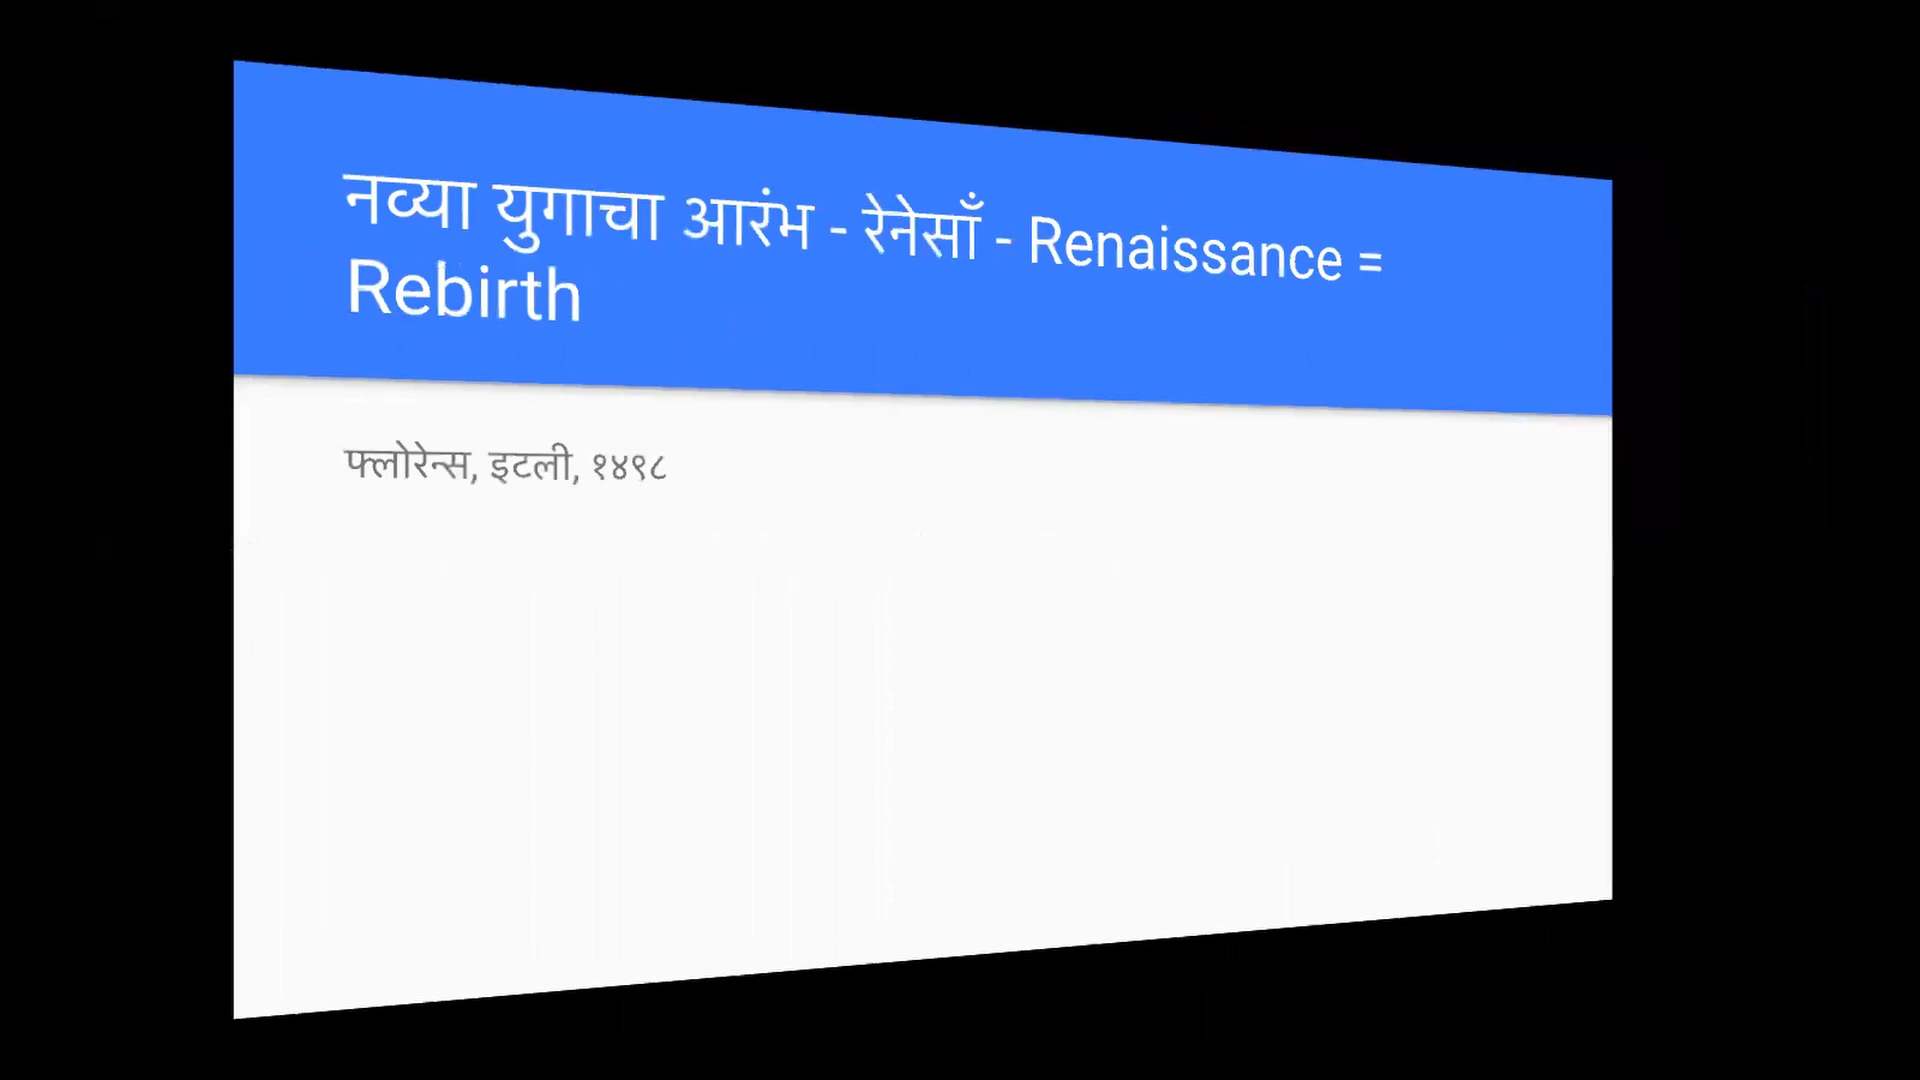 नव्या युगाचा आरंभ - रेनेसाँ - Renaissance =
Rebirth
फ्लोरेन्स, इटली, १४९८